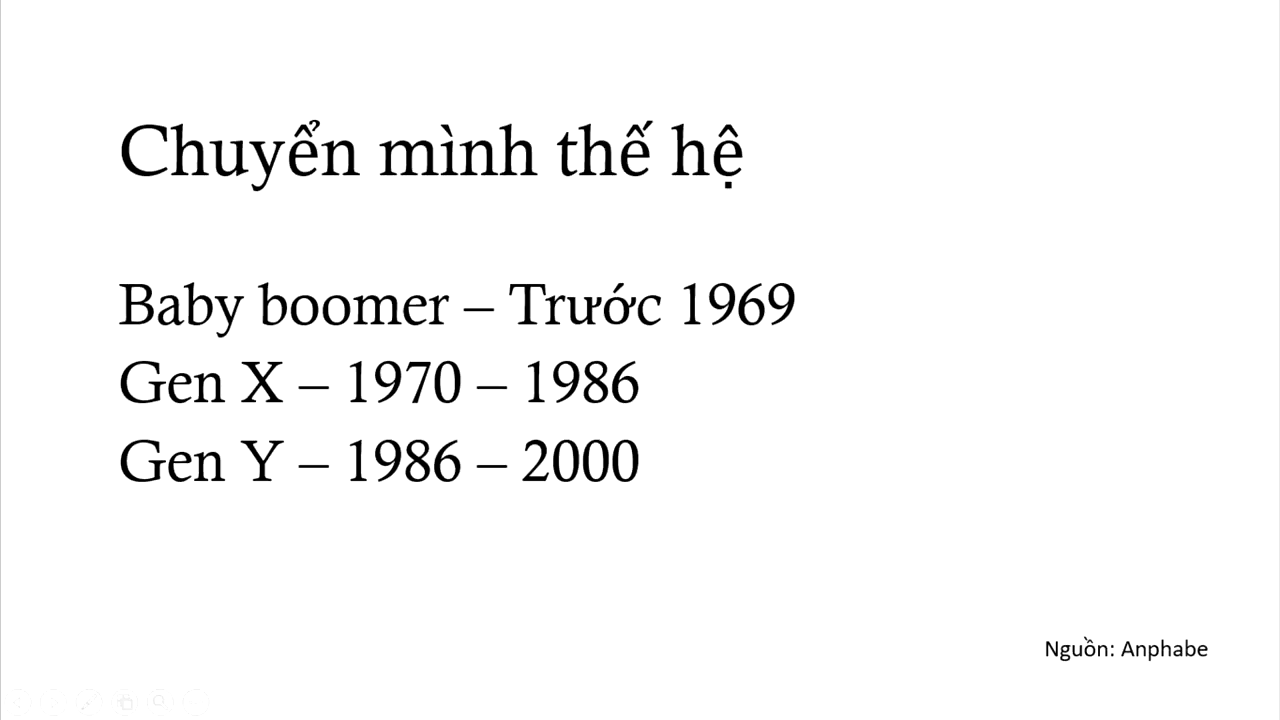 Chuyển mình thế hệ
Baby boomer – Trước 1969
Gen X – 1970 – 1986
Gen Y – 1986 – 2000
Nguồn: Anphabe